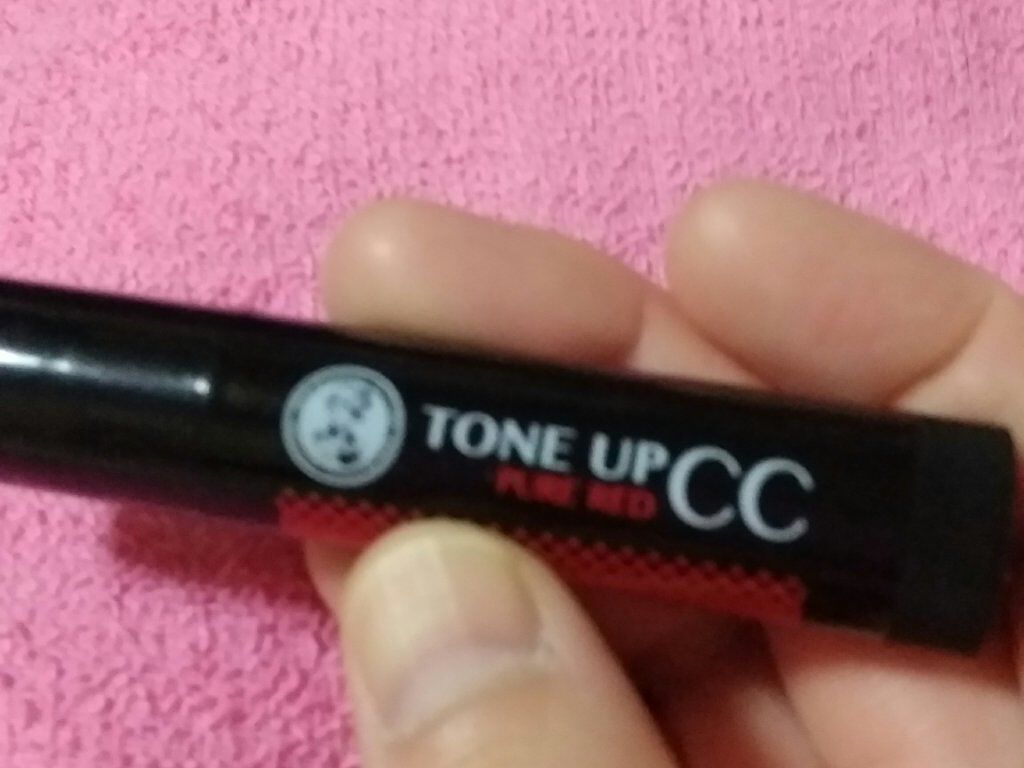 TONE UP CC
PURE RED